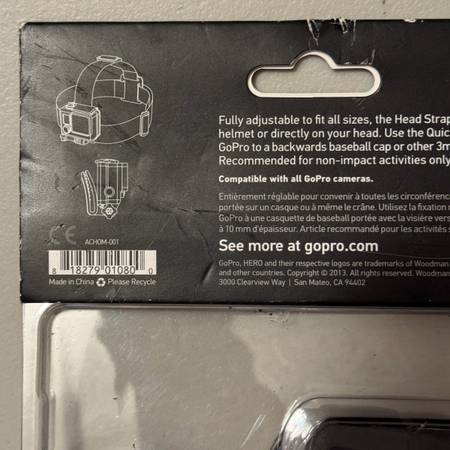 Fully adjustable to fit all sizes, the Head Strap
helmet or directly on your head. Use the Quic
GoPro to a backwards baseball cap or other 3m
Recommended for non-impact activities only
Compatible with all GoPro cameras.
Entièrement réglable pour convenir à toutes les circonférenc
portée sur un casque ou à même le crâne. Utilisez la fixation r
GoPro à une casquette de baseball portée avec la visière vers
à 10 mm d'épaisseur. Article recommandé pour les activités s
See more at gopro.com
GoPro, HERO and their respective logos are trademarks of Woodman
and other countries. Copyright © 2013. All rights reserved. Woodman
3000 Clearview Way | San Mateo, CA 94402
CE ACHOM-001
8 18279 01080 0
Made in China Please Recycle